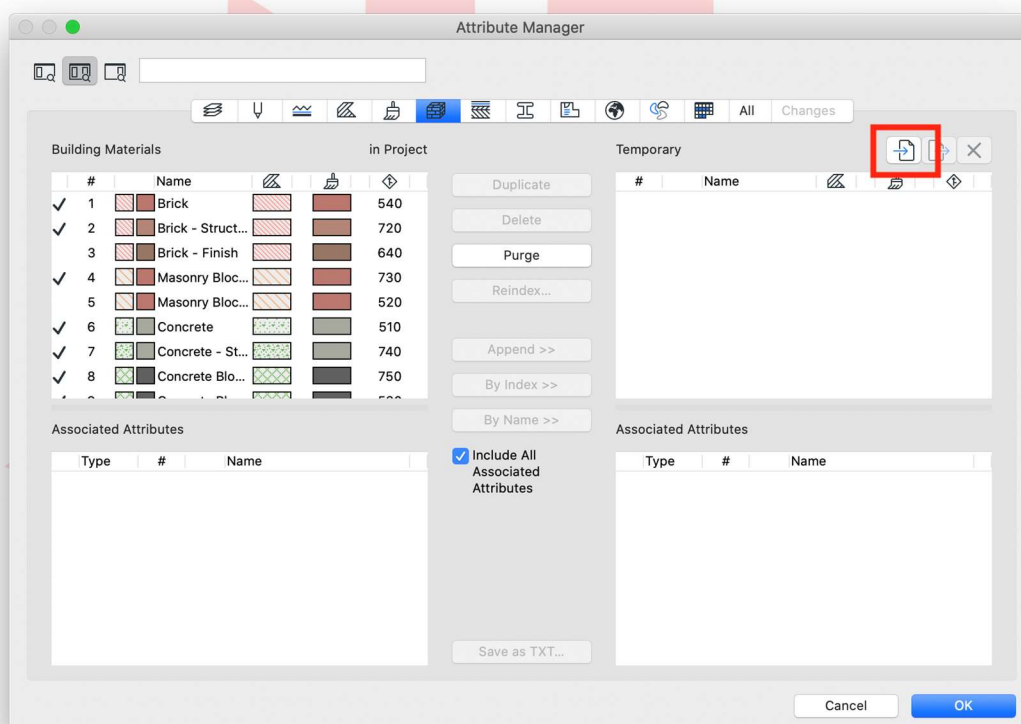 Attribute Manager
All Changes
Building Materials in Project
Temporary
# Name
1 Brick 540
2 Brick - Struct... 720
3 Brick - Finish 640
4 Masonry Bloc... 730
5 Masonry Bloc... 520
6 Concrete 510
7 Concrete - St... 740
8 Concrete Blo... 750
Duplicate
Delete
Purge
Reindex...
Append >>
By Index >>
By Name >>
Include All
Associated
Attributes
Save as TXT...
# Name
Associated Attributes
Type # Name
Associated Attributes
Type # Name
Cancel OK